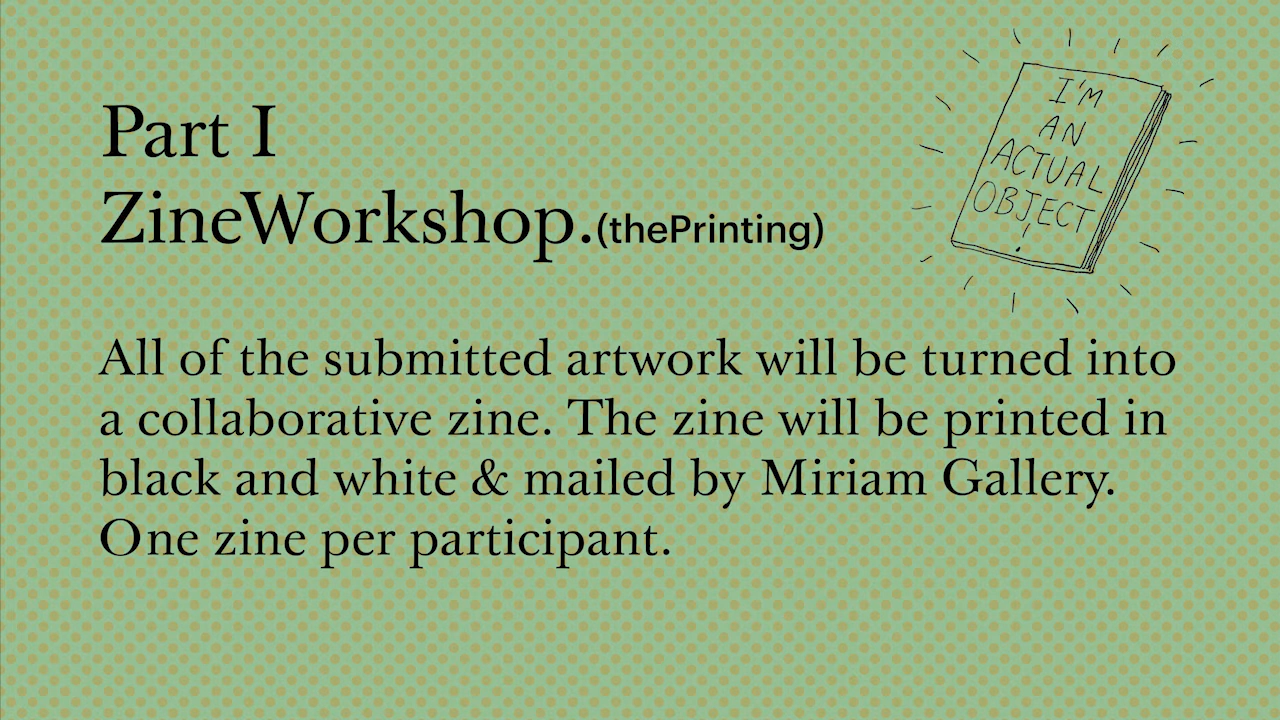 Part I
ZineWorkshop.(thePrinting)
I'M
AN
ACTUAL
OBJECT
!
All of the submitted artwork will be turned into
a collaborative zine. The zine will be printed in
black and white & mailed by Miriam Gallery.
One zine per participant.